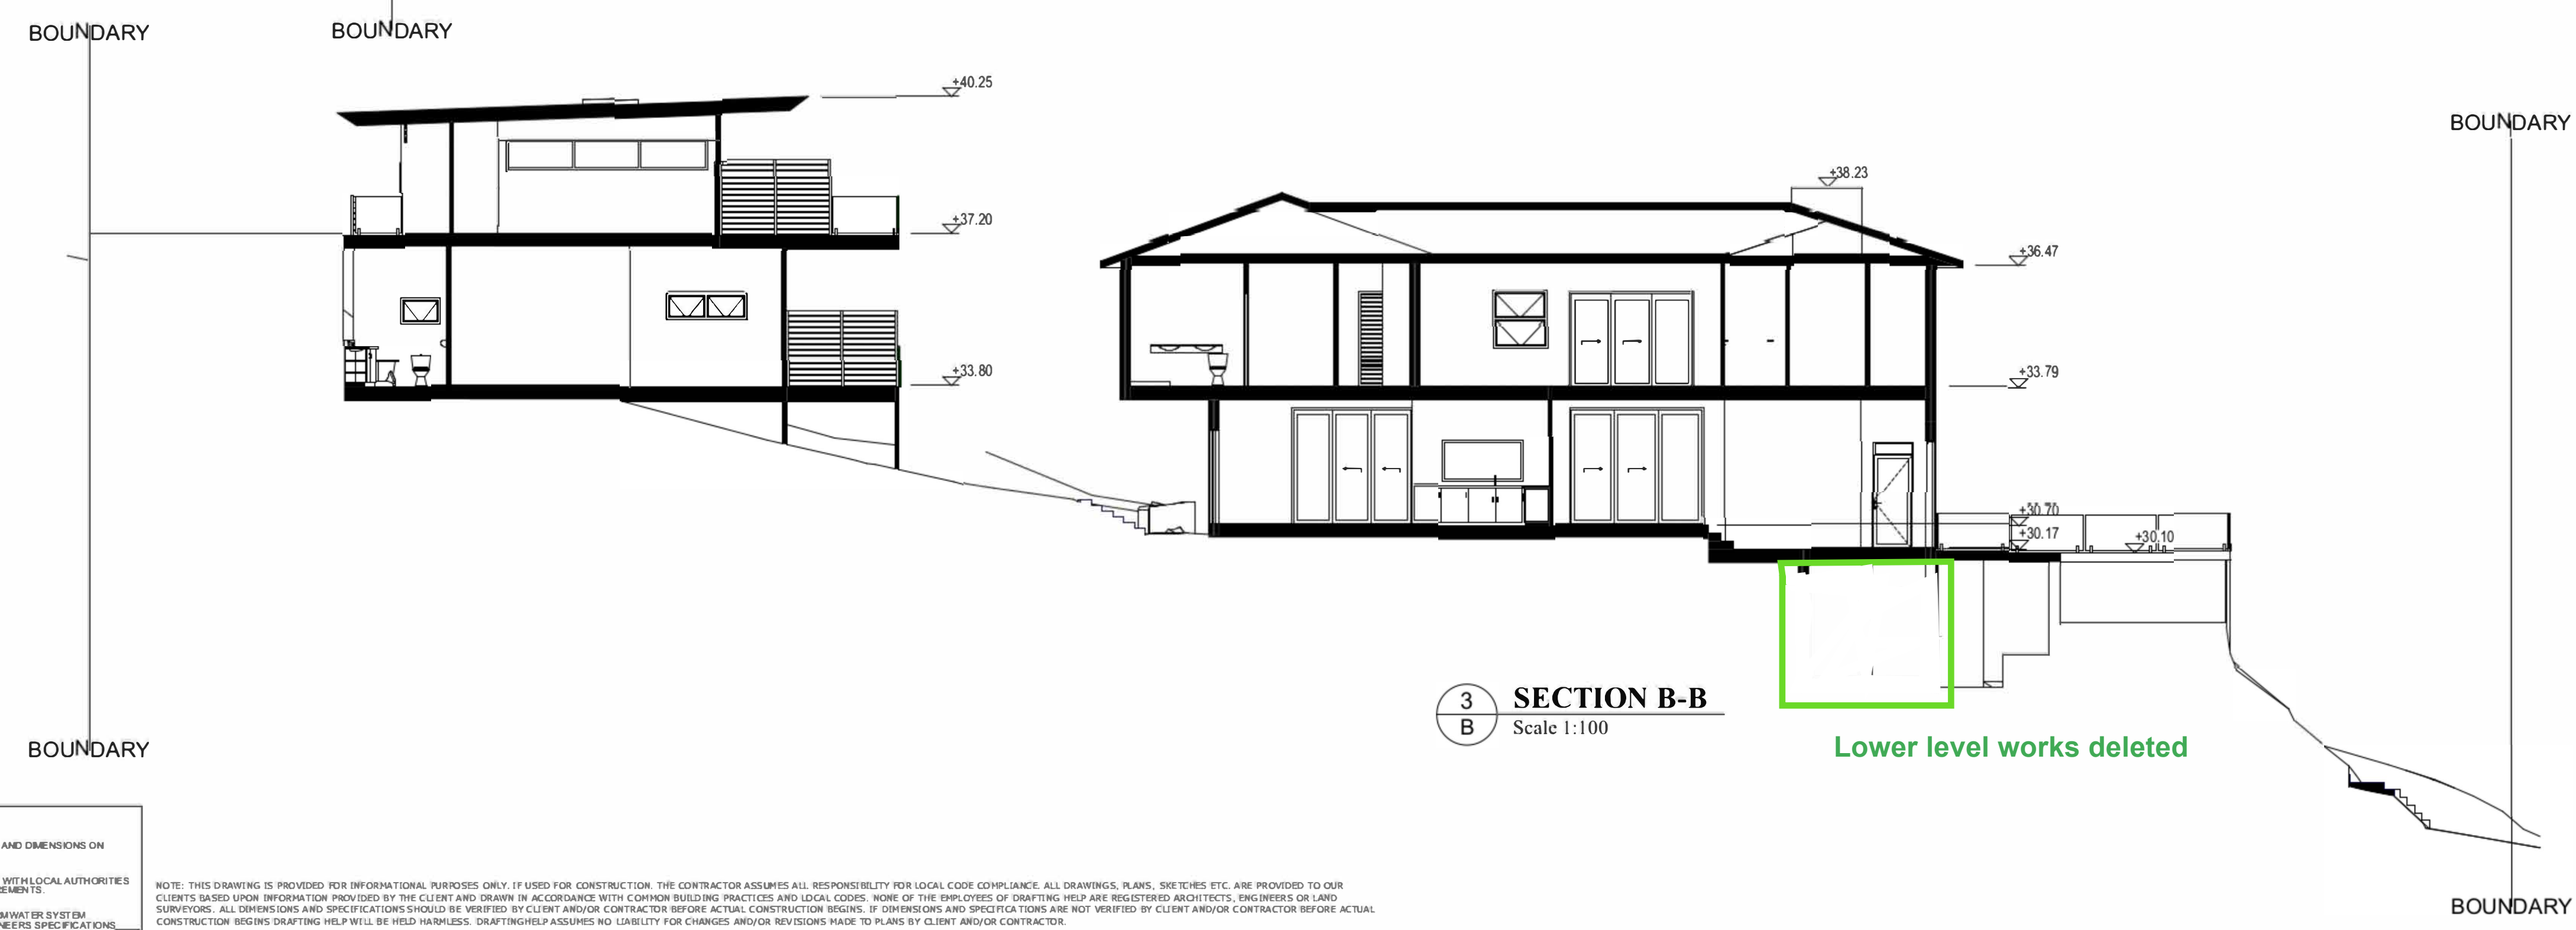 BOUNDARY
BOUNDARY
+40.25
BOUNDARY
+38.23
+37.20
+36.47
+33.80
+33.79
+30.70
+30.17
+30.10
3
B
SECTION B-B
Scale 1:100
Lower level works deleted
BOUNDARY
AND DIMENSIONS ON
WITH LOCAL AUTHORITIES
REMENTS.
MWATER SYSTEM
NEERS SPECIFICATIONS
NOTE: THIS DRAWING IS PROVIDED FOR INFORMATIONAL PURPOSES ONLY. IF USED FOR CONSTRUCTION. THE CONTRACTOR ASSUMES ALL RESPONSIBILITY FOR LOCAL CODE COMPLIANCE. ALL DRAWINGS, PLANS, SKETCHES ETC. ARE PROVIDED TO OUR
CLIENTS BASED UPON INFORMATION PROVIDED BY THE CLIENT AND DRAWN IN ACCORDANCE WITH COMMON BUILDING PRACTICES AND LOCAL CODES. NONE OF THE EMPLOYEES OF DRAFTING HELP ARE REGISTERED ARCHITECTS, ENGINEERS OR LAND
SURVEYORS. ALL DIMENSIONS AND SPECIFICATIONS SHOULD BE VERIFIED BY CLIENT AND/OR CONTRACTOR BEFORE ACTUAL CONSTRUCTION BEGINS. IF DIMENSIONS AND SPECIFICATIONS ARE NOT VERIFIED BY CLIENT AND/OR CONTRACTOR BEFORE ACTUAL
CONSTRUCTION BEGINS DRAFTING HELP WILL BE HELD HARMLESS. DRAFTINGHELP ASSUMES NO LIABILITY FOR CHANGES AND/OR REVISIONS MADE TO PLANS BY CLIENT AND/OR CONTRACTOR.
BOUNDARY